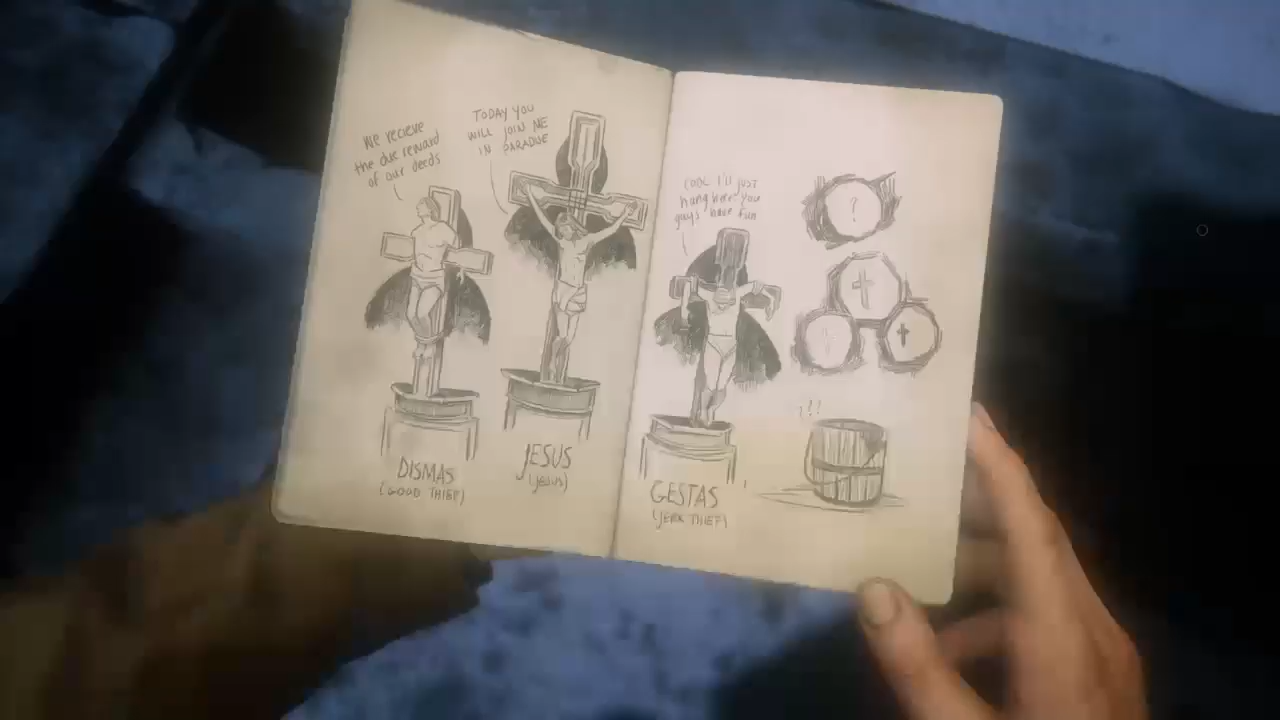 We recieve
the due reward
of our deeds
TODAY YOU
WILL JOIN ME
IN PARADISE
DISMAS
(GOOD THIEF)
JESUS
(jesus)
COOL I'll just
hang here. you
guys have fun
GESTAS
(JERK THIEF)
?
!!!